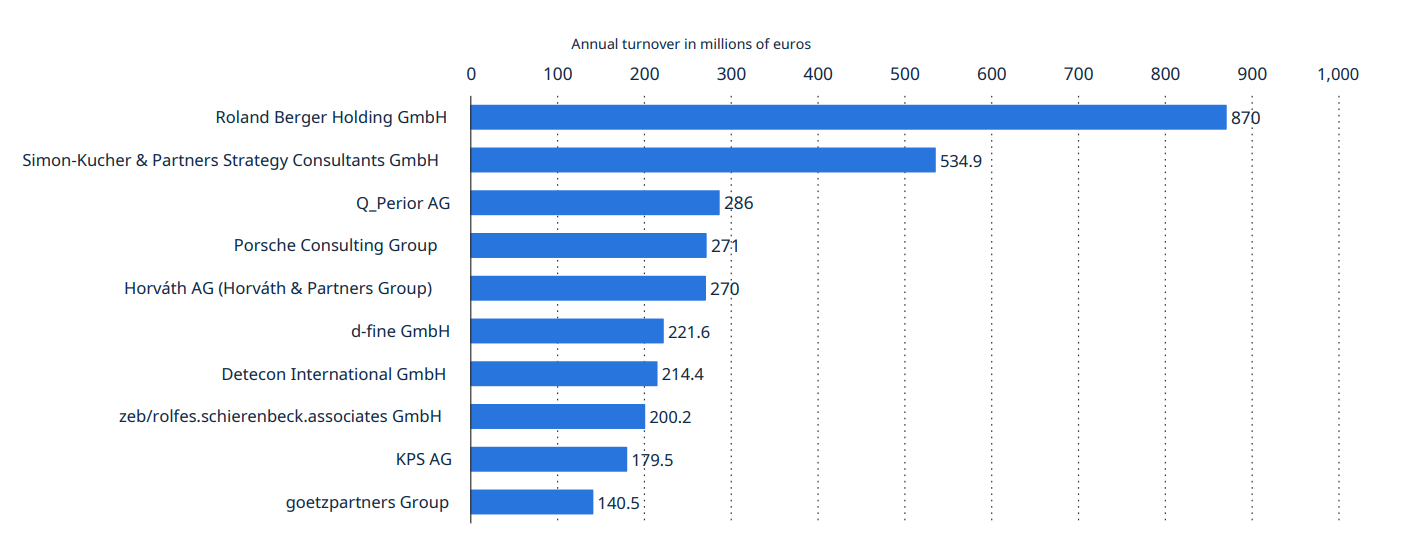 Annual turnover in millions of euros
0 100 200 300 400 500 600 700 800 900 1,000
Roland Berger Holding GmbH 870
Simon-Kucher & Partners Strategy Consultants GmbH 534.9
Q_Perior AG 286
Porsche Consulting Group 271
Horváth AG (Horváth & Partners Group) 270
d-fine GmbH 221.6
Detecon International GmbH 214.4
zeb/rolfes.schierenbeck.associates GmbH 200.2
KPS AG 179.5
goetzpartners Group 140.5